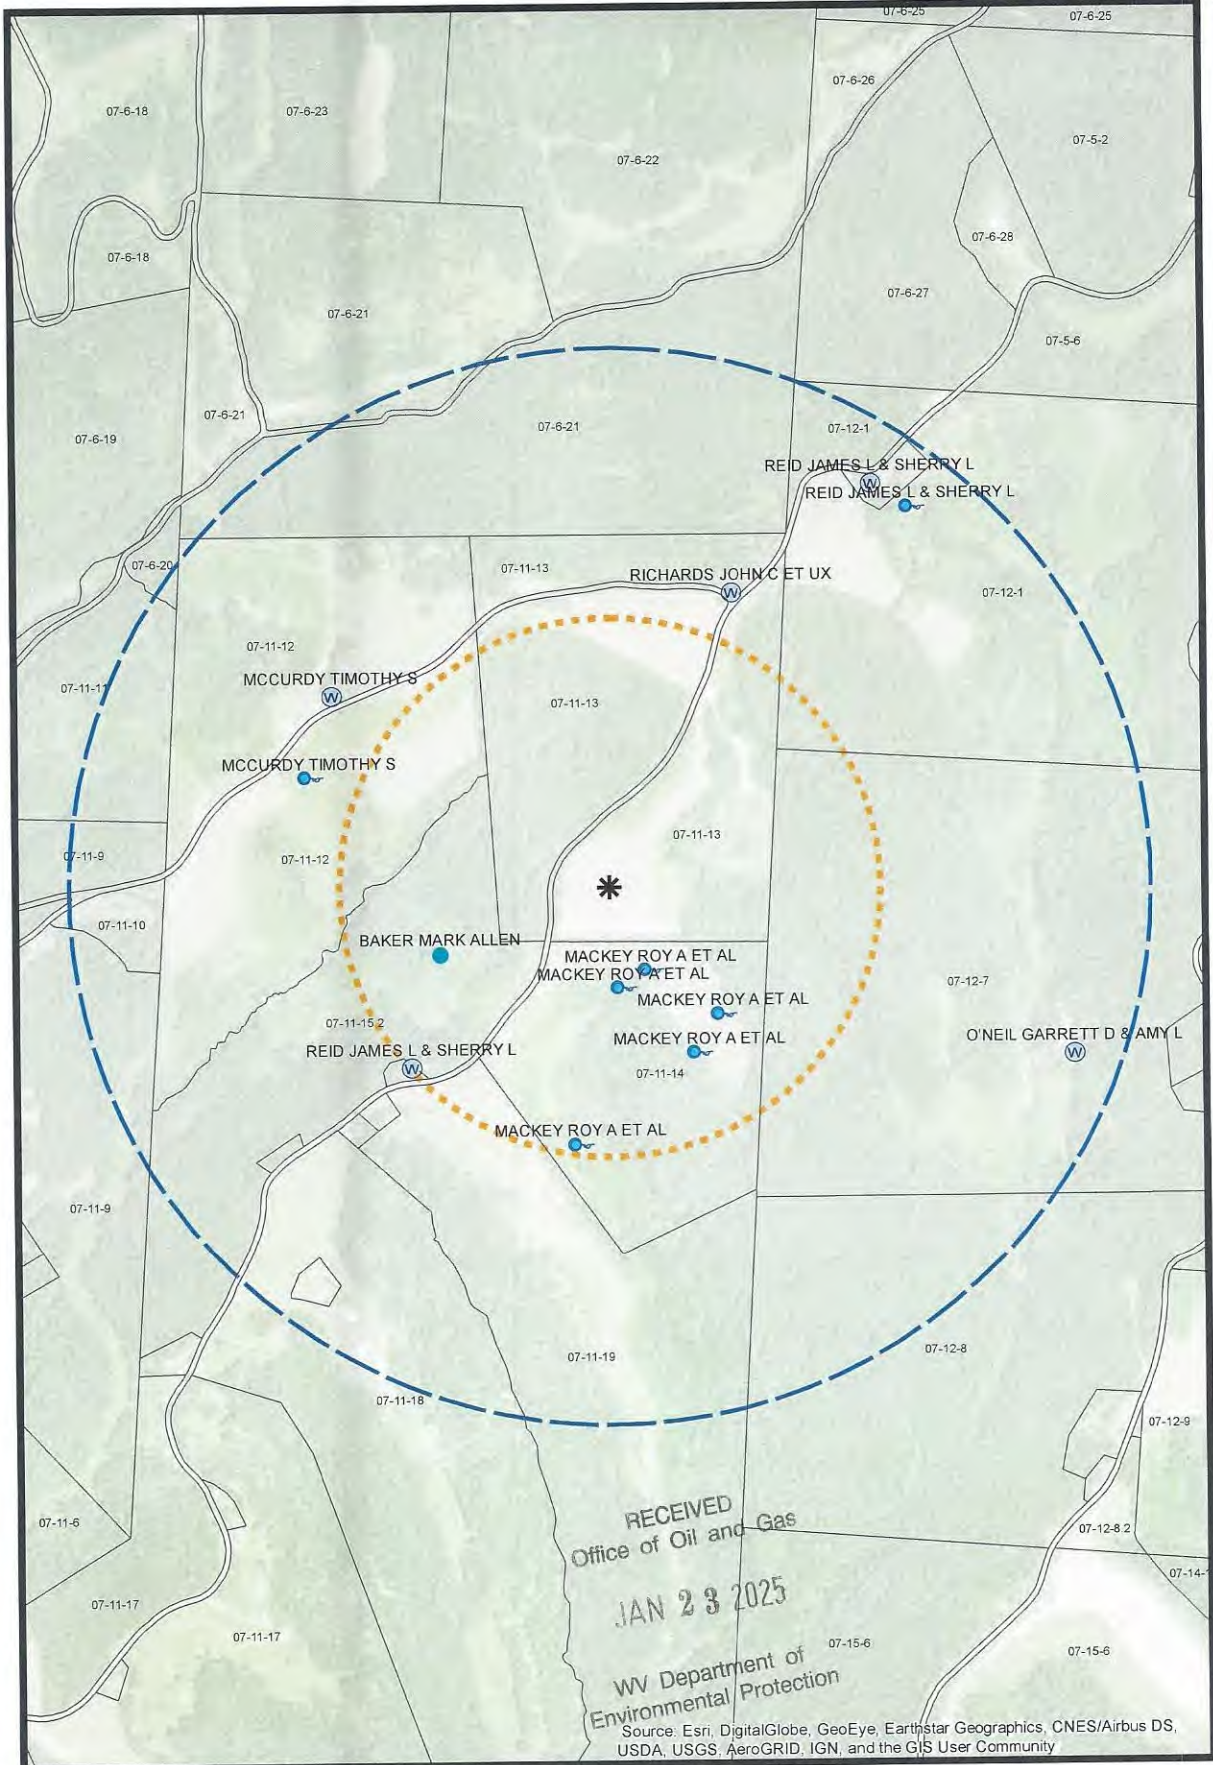 07-6-25
07-6-25
07-6-26
07-6-18
07-6-23
07-5-2
07-6-22
07-6-28
07-6-18
07-6-27
07-6-21
07-5-6
07-6-21
07-6-21
07-12-1
07-6-19
REID JAMES L & SHERRY L
W
REID JAMES L & SHERRY L
07-6-20
07-11-13
RICHARDS JOHN C ET UX
W
07-12-1
07-11-12
MCCURDY TIMOTHY S
W
07-11-11
07-11-13
MCCURDY TIMOTHY S
07-11-13
07-11-9
07-11-12
07-11-10
BAKER MARK ALLEN
MACKEY ROY A ET AL
MACKEY ROY A ET AL
07-12-7
MACKEY ROY A ET AL
07-11-15.2
O'NEIL GARRETT D & AMY L
W
MACKEY ROY A ET AL
REID JAMES L & SHERRY L
W
07-11-14
MACKEY ROY A ET AL
07-11-9
07-12-8
07-11-19
07-11-18
07-12-9
RECEIVED
Office of Oil and Gas
JAN 23 2025
WV Department of
Environmental Protection
07-11-6
07-12-8.2
07-14-
07-11-17
07-11-17
07-15-6
07-15-6
Source: Esri, DigitalGlobe, GeoEye, Earthstar Geographics, CNES/Airbus DS,
USDA, USGS, AeroGRID, IGN, and the GIS User Community